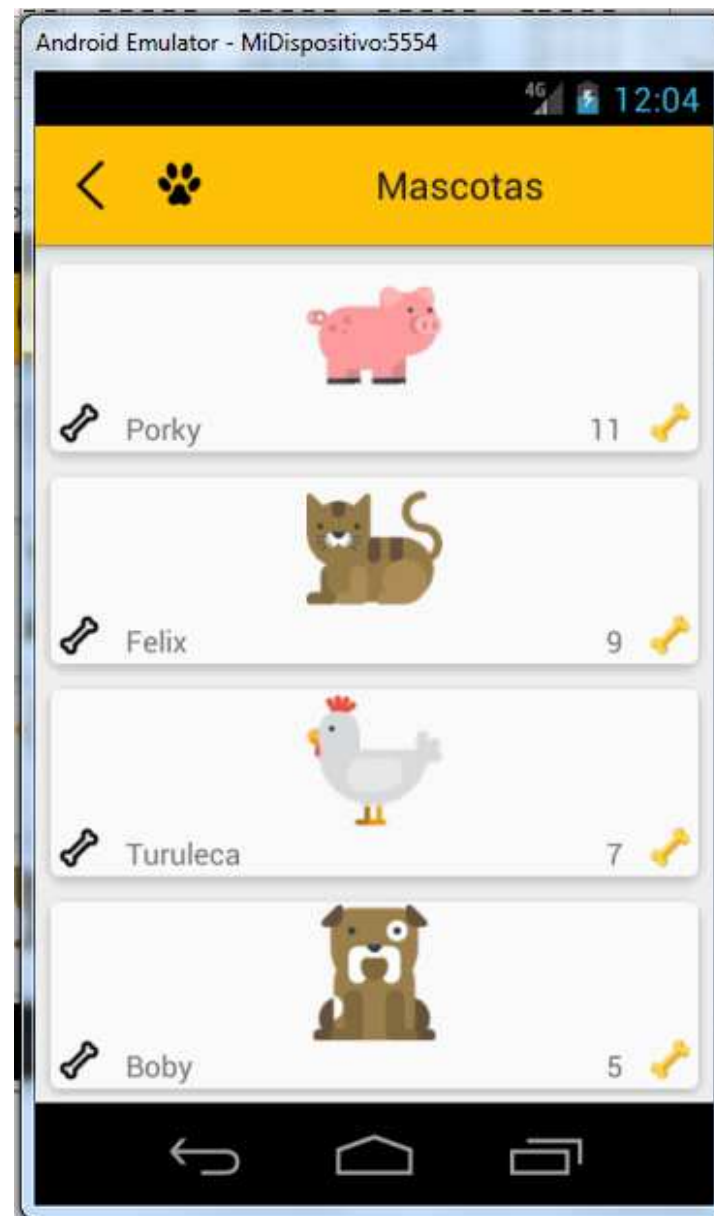 Android Emulator - MiDispositivo:5554
4G 12:04
Mascotas
Porky 11
Felix 9
Turuleca 7
Boby 5